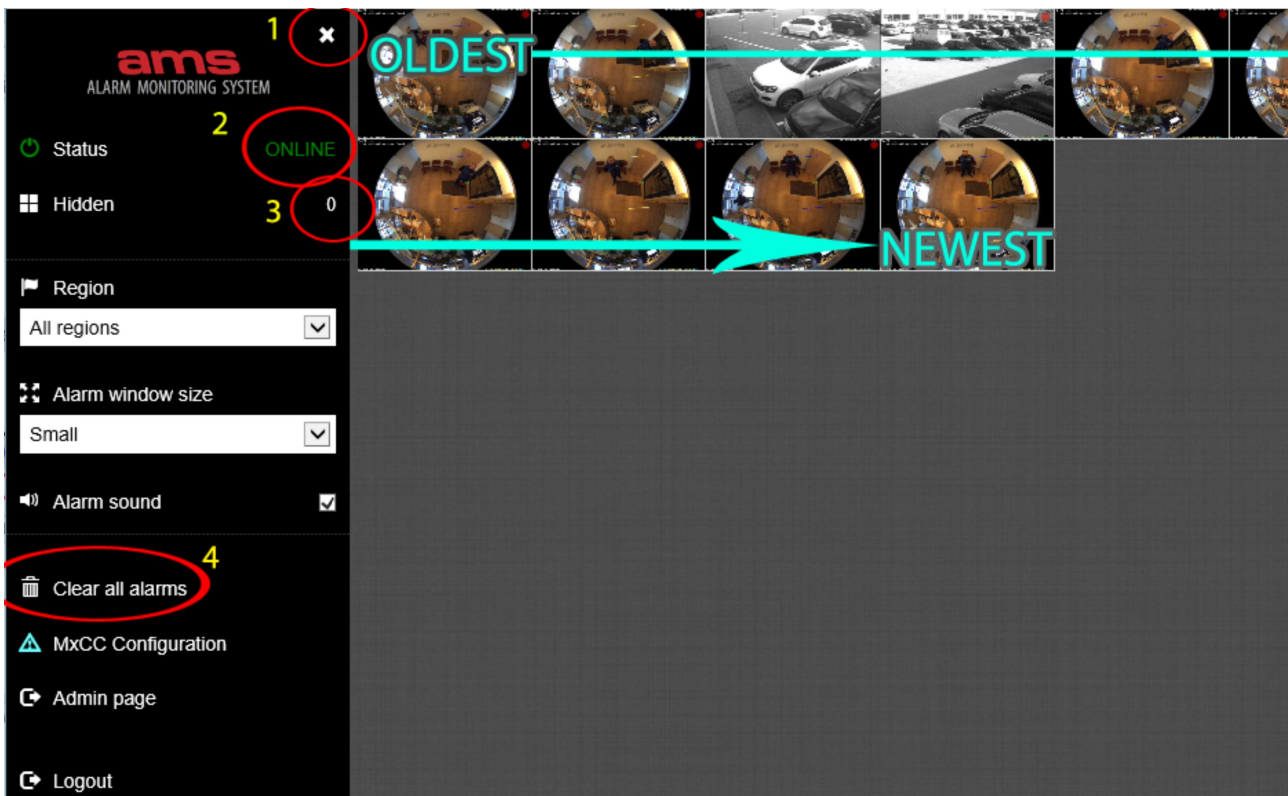 1
ams
ALARM MONITORING SYSTEM
2
Status ONLINE
Hidden 3 0
Region
All regions
Alarm window size
Small
Alarm sound
4
Clear all alarms
MxCC Configuration
Admin page
Logout
OLDEST
NEWEST